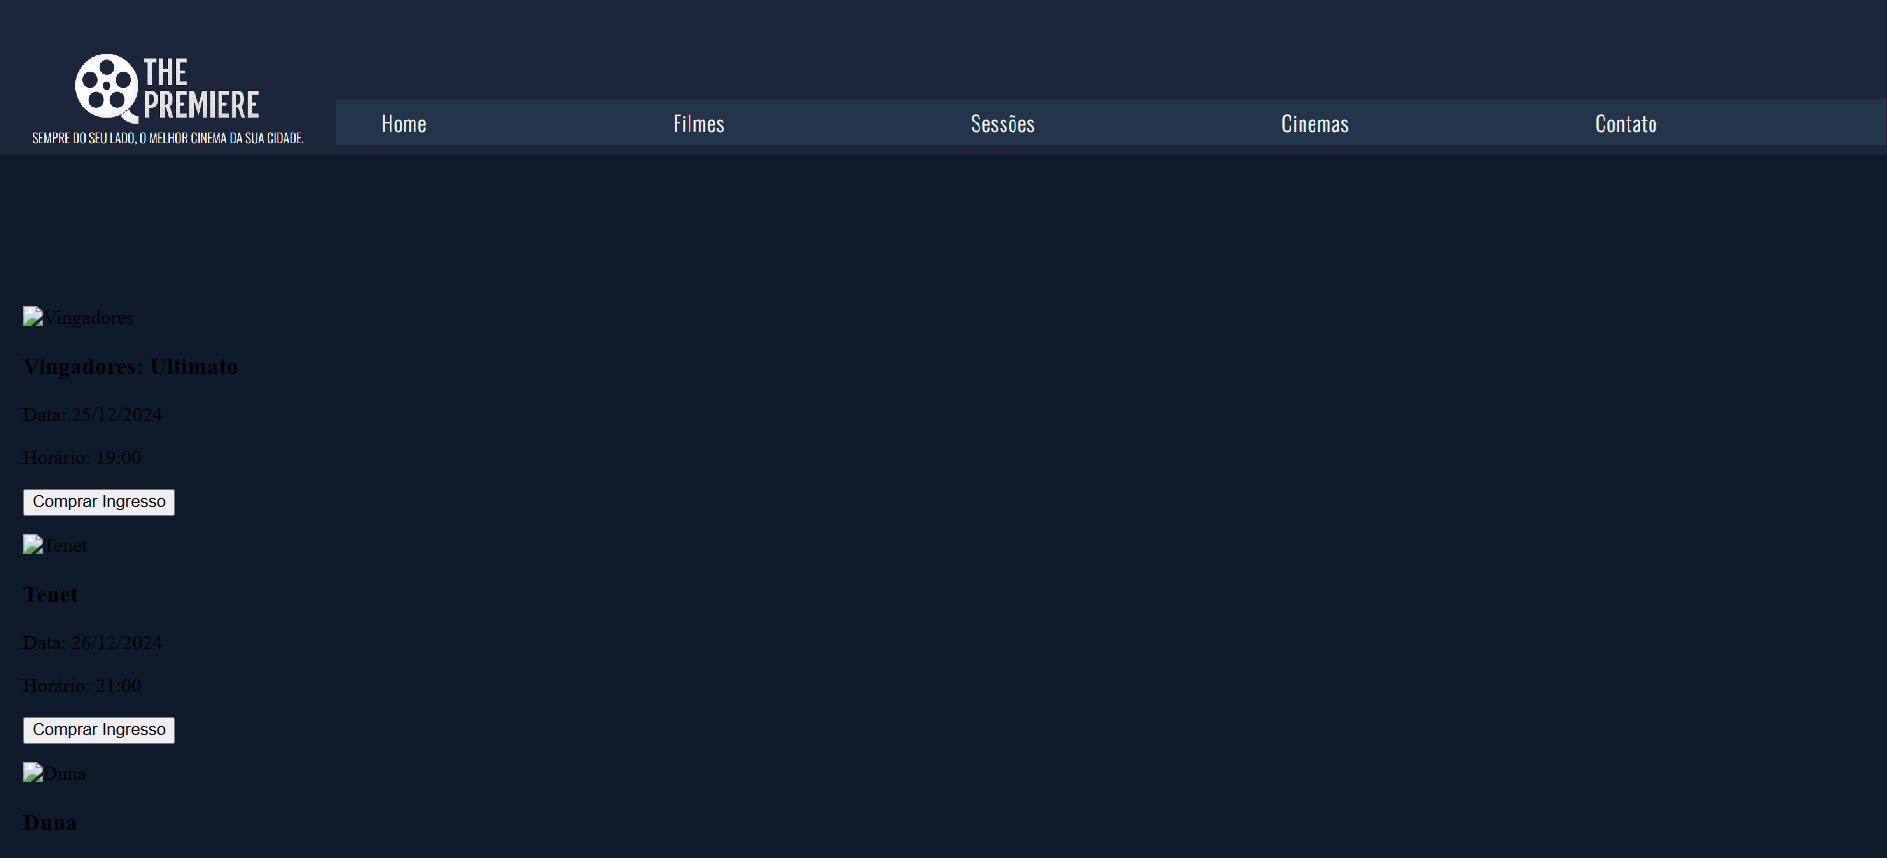 THE
PREMIERE
SEMPRE DO SEU LADO, O MELHOR CINEMA DA SUA CIDADE.
Home Filmes Sessões Cinemas Contato
Vingadores
Vingadores: Ultimato
Data: 25/12/2024
Horário: 19:00
Comprar Ingresso
Tenet
Tenet
Data: 26/12/2024
Horário: 21:00
Comprar Ingresso
Duna
Duna